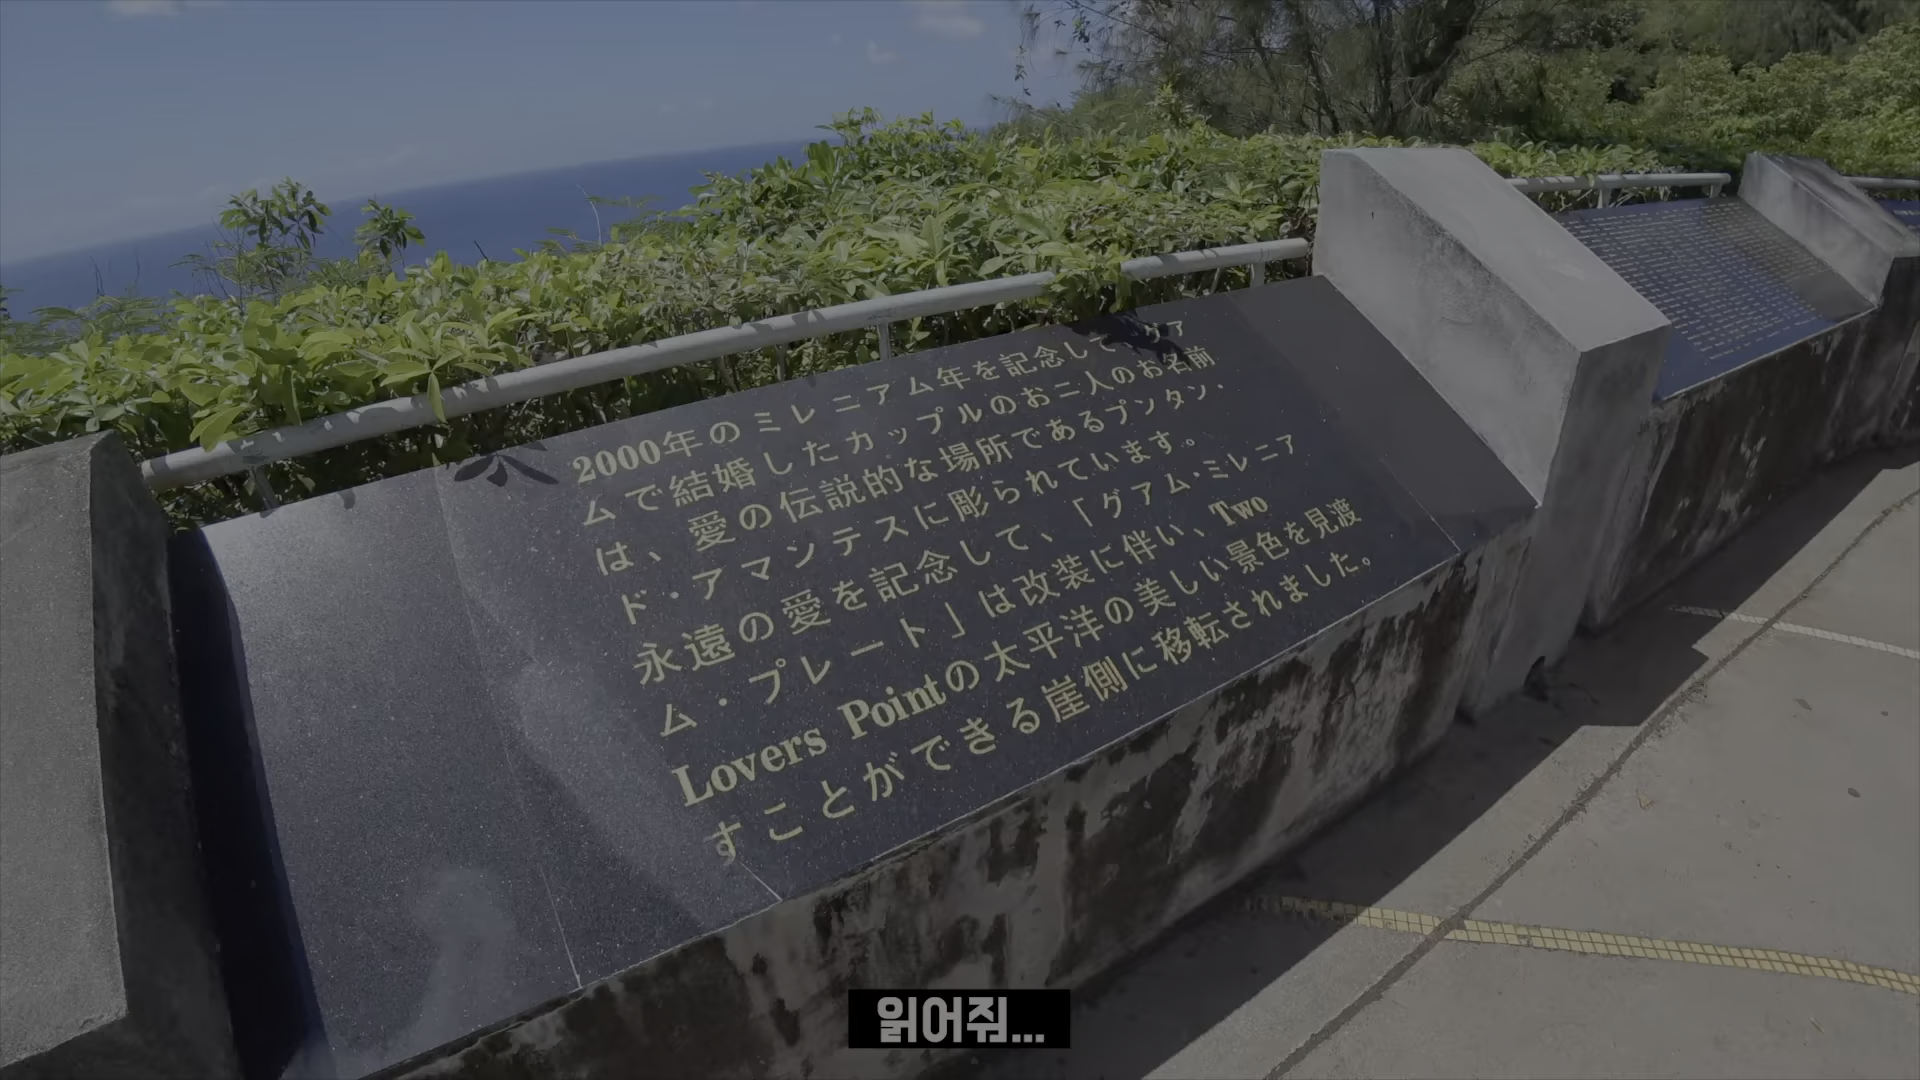 2000年のミレニアム年を記念して、グア
ムで結婚したカップルのお二人のお名前
は、愛の伝説的な場所であるプンタン・
ド・アマンテスに彫られています。
永遠の愛を記念して、「グアム・ミレニア
ム・プレート」は改装に伴い、Two
Lovers Pointの太平洋の美しい景色を見渡
すことができる崖側に移転されました。
읽어줘...